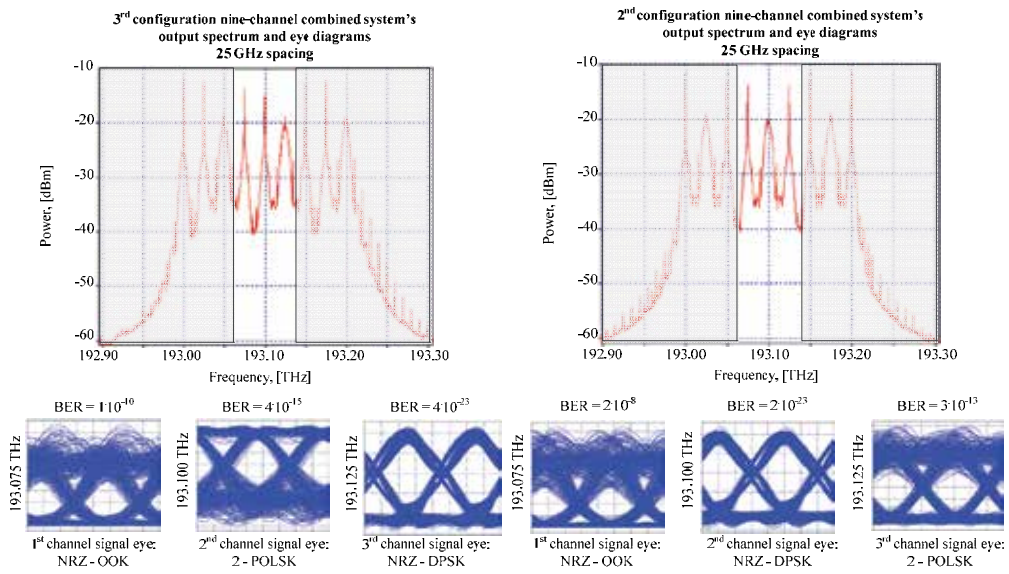 3rd configuration nine-channel combined system's
output spectrum and eye diagrams
25 GHz spacing
-10
-20
-30
-40
-50
-60
Power, [dBm]
192.90
193.00
193.10
193.20
193.30
Frequency, [THz]
2nd configuration nine-channel combined system's
output spectrum and eye diagrams
25 GHz spacing
-10
-20
-30
-40
-50
-60
Power, [dBm]
192.90
193.00
193.10
193.20
193.30
Frequency, [THz]
BER = 1·10-10
193.075 THz
1st channel signal eye:
NRZ - OOK
BER = 4·10-15
193.100 THz
2nd channel signal eye:
2 - POLSK
BER = 4·10-23
193.125 THz
3rd channel signal eye:
NRZ - DPSK
BER = 2·10-8
193.075 THz
1st channel signal eye:
NRZ - OOK
BER = 2·10-23
193.100 THz
2nd channel signal eye:
NRZ - DPSK
BER = 3·10-13
193.125 THz
3rd channel signal eye:
2 - POLSK